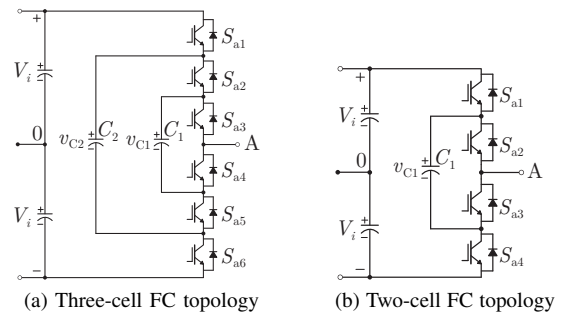 +
V_i
+
−
0
V_i
+
−
−
v_C2
+
−
C_2
v_C1
+
−
C_1
S_a1
S_a2
S_a3
A
S_a4
S_a5
S_a6
(a) Three-cell FC topology
+
V_i
+
−
0
V_i
+
−
−
v_C1
+
−
C_1
S_a1
S_a2
A
S_a3
S_a4
(b) Two-cell FC topology